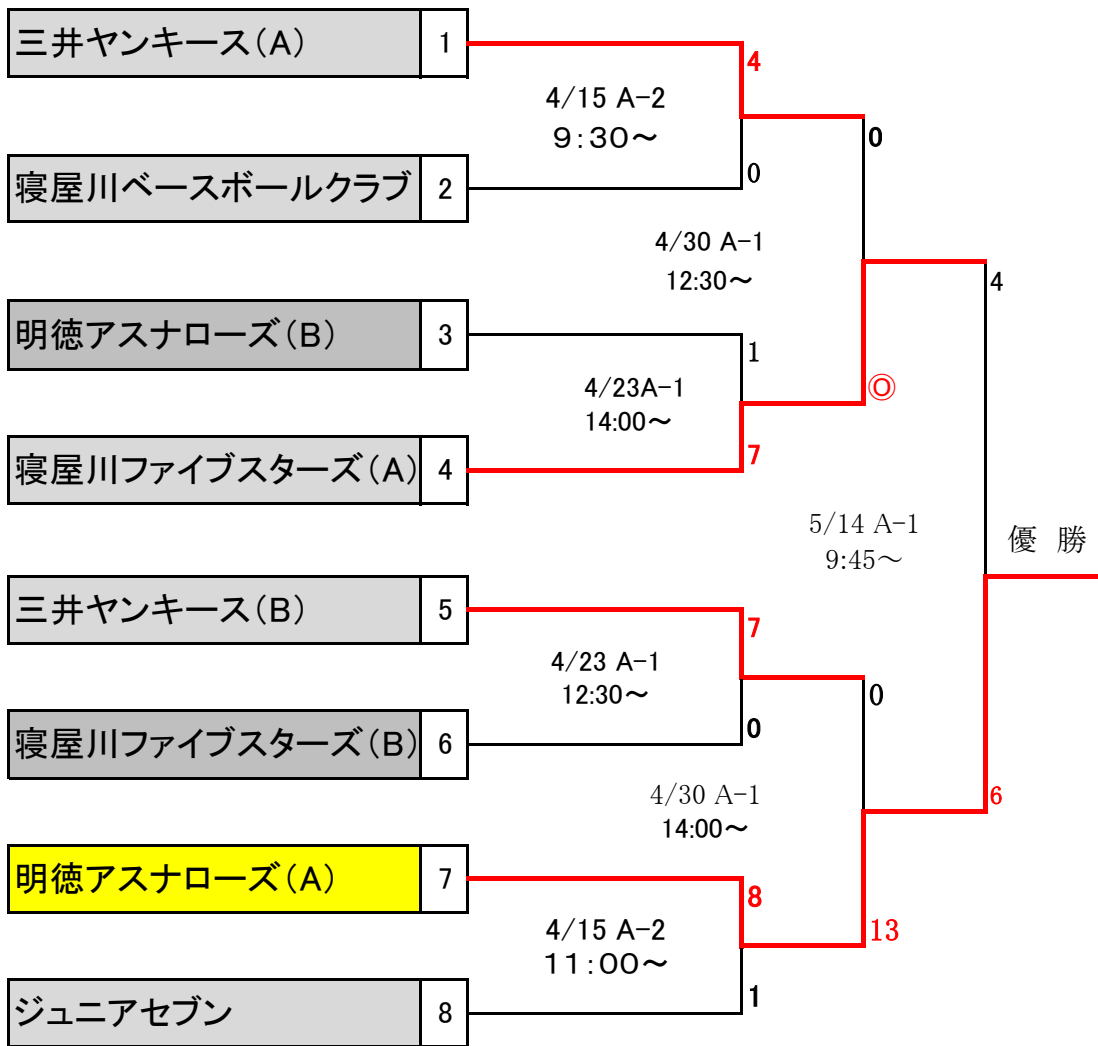 三井ヤンキース(A) 1
4
4/15 A-2
9:30～
0
0
寝屋川ベースボールクラブ 2
4/30 A-1
12:30～
4
明徳アスナローズ(B) 3
1
4/23A-1
14:00～
◎
寝屋川ファイブスターズ(A) 4
7
5/14 A-1
9:45～
優 勝
三井ヤンキース(B) 5
7
4/23 A-1
12:30～
0
0
寝屋川ファイブスターズ(B) 6
4/30 A-1
14:00～
6
明徳アスナローズ(A) 7
8
4/15 A-2
11:00～
13
1
ジュニアセブン 8